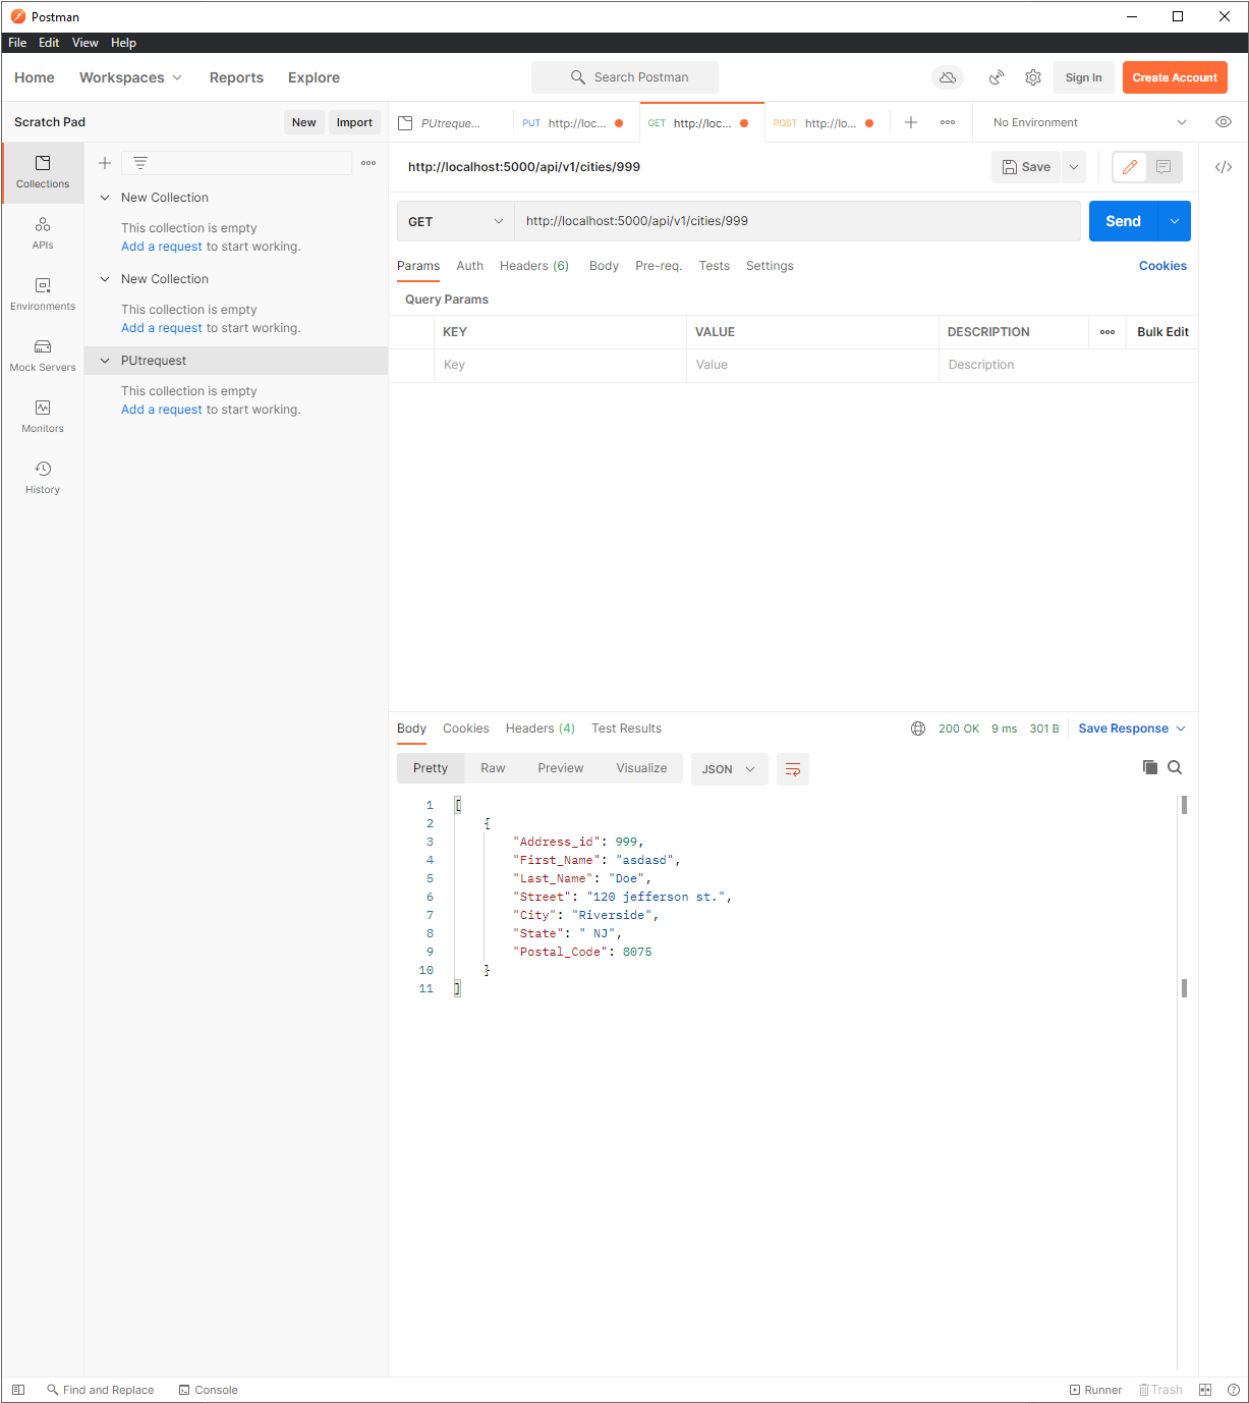 Postman
File Edit View Help
Home Workspaces Reports Explore
Search Postman
Sign In
Create Account
Scratch Pad
New
Import
PUtreque...
PUT http://loc...
GET http://loc...
POST http://lo...
No Environment
Collections
APIs
Environments
Mock Servers
Monitors
History
New Collection
This collection is empty
Add a request to start working.
New Collection
This collection is empty
Add a request to start working.
PUtrequest
This collection is empty
Add a request to start working.
http://localhost:5000/api/v1/cities/999
Save
GET http://localhost:5000/api/v1/cities/999
Send
Params Auth Headers (6) Body Pre-req. Tests Settings
Cookies
Query Params
KEY VALUE DESCRIPTION Bulk Edit
Key Value Description
Body Cookies Headers (4) Test Results
200 OK 9 ms 301 B Save Response
Pretty Raw Preview Visualize JSON
1 [
2 {
3 "Address_id": 999,
4 "First_Name": "asdasd",
5 "Last_Name": "Doe",
6 "Street": "120 jefferson st.",
7 "City": "Riverside",
8 "State": " NJ",
9 "Postal_Code": 8075
10 }
11 ]
Find and Replace Console
Runner Trash